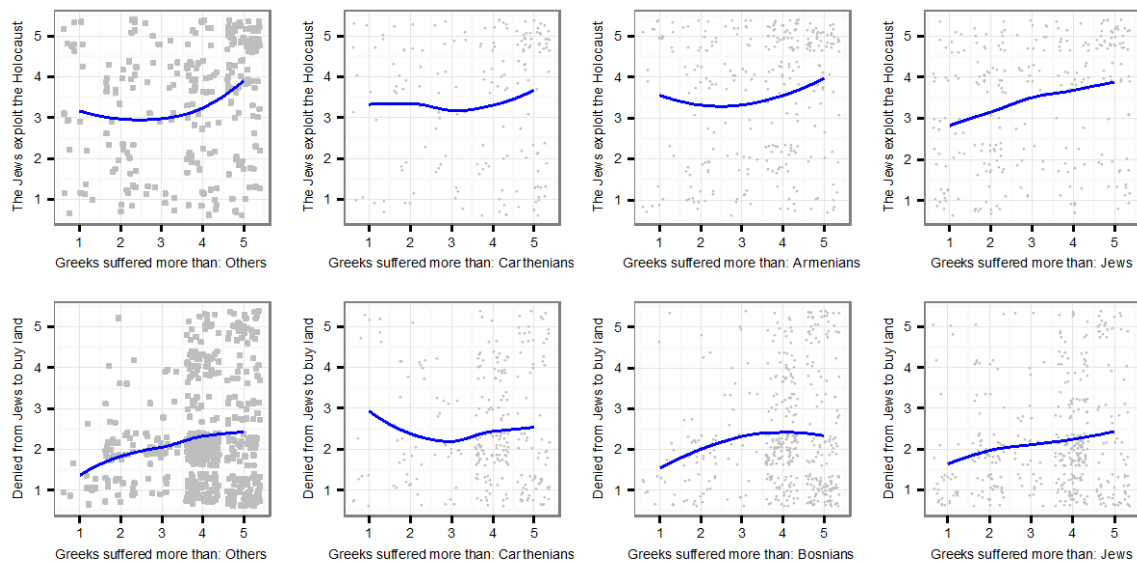 The Jews exploit the Holocaust
5
4
3
2
1
1 2 3 4 5
Greeks suffered more than: Others
The Jews exploit the Holocaust
5
4
3
2
1
1 2 3 4 5
Greeks suffered more than: Carthenians
The Jews exploit the Holocaust
5
4
3
2
1
1 2 3 4 5
Greeks suffered more than: Armenians
The Jews exploit the Holocaust
5
4
3
2
1
1 2 3 4 5
Greeks suffered more than: Jews
Denied from Jews to buy land
5
4
3
2
1
1 2 3 4 5
Greeks suffered more than: Others
Denied from Jews to buy land
5
4
3
2
1
1 2 3 4 5
Greeks suffered more than: Carthenians
Denied from Jews to buy land
5
4
3
2
1
1 2 3 4 5
Greeks suffered more than: Bosnians
Denied from Jews to buy land
5
4
3
2
1
1 2 3 4 5
Greeks suffered more than: Jews